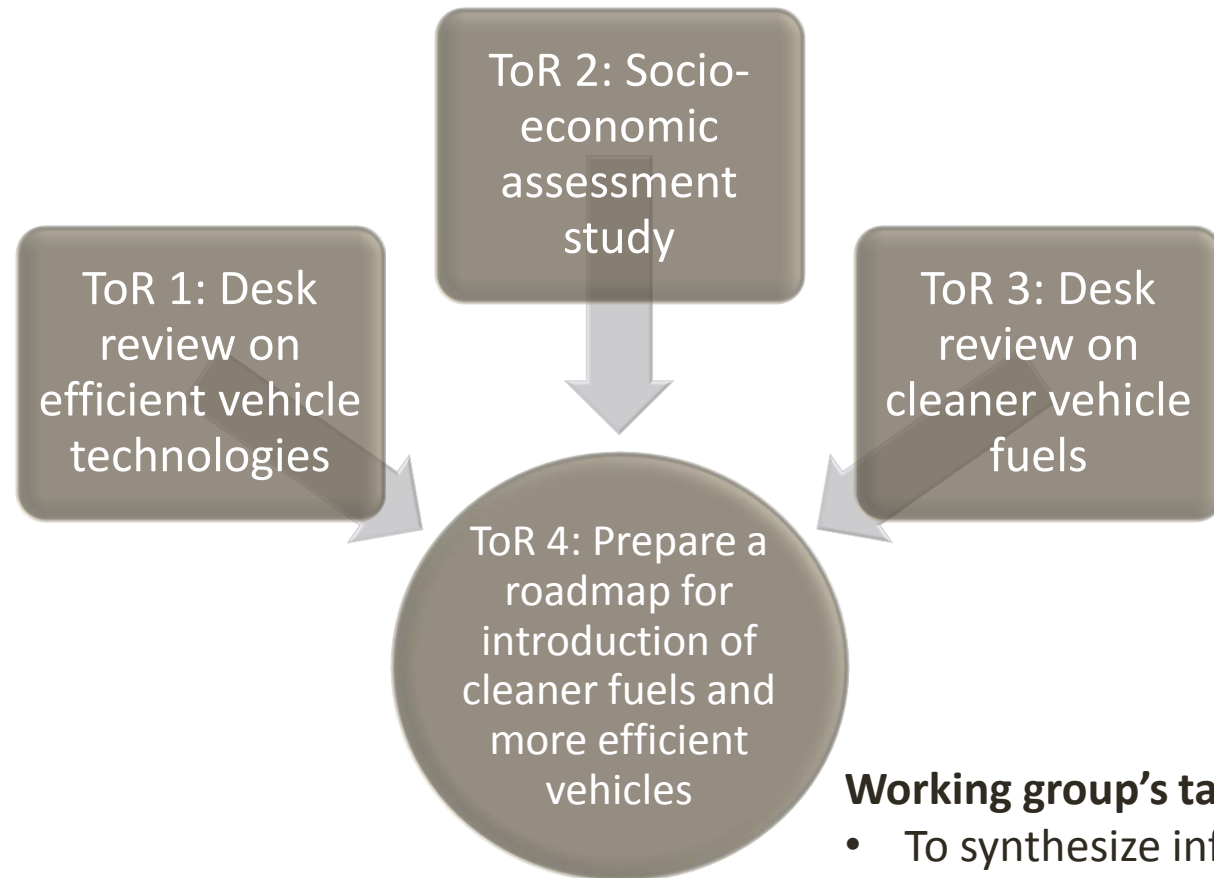 ToR 2: Socio-
economic
assessment
study
ToR 1: Desk
review on
efficient vehicle
technologies
ToR 3: Desk
review on
cleaner vehicle
fuels
ToR 4: Prepare a
roadmap for
introduction of
cleaner fuels and
more efficient
vehicles
Working group’s
• To synthesize